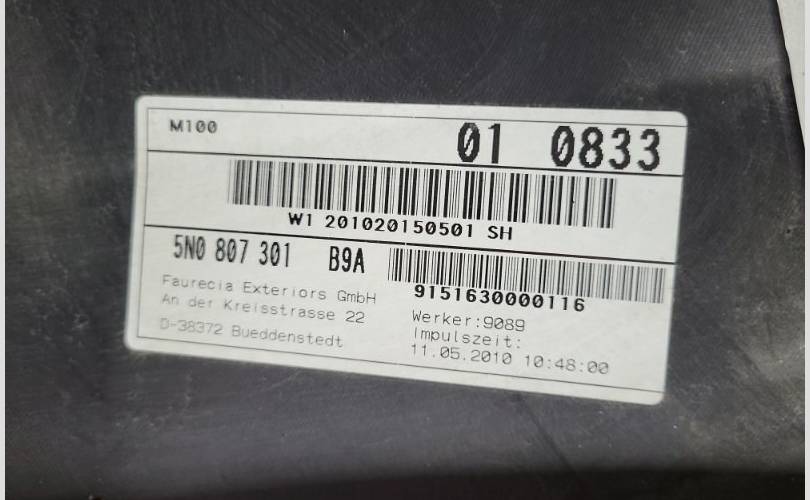 M100
01 0833
W1 201020150501 SH
5N0 807 301 B9A
9151630000116
Faurecia Exteriors GmbH
An der Kreisstrasse 22
D-38372 Bueddenstedt
Werker:9089
Impulszeit:
11.05.2010 10:48:00